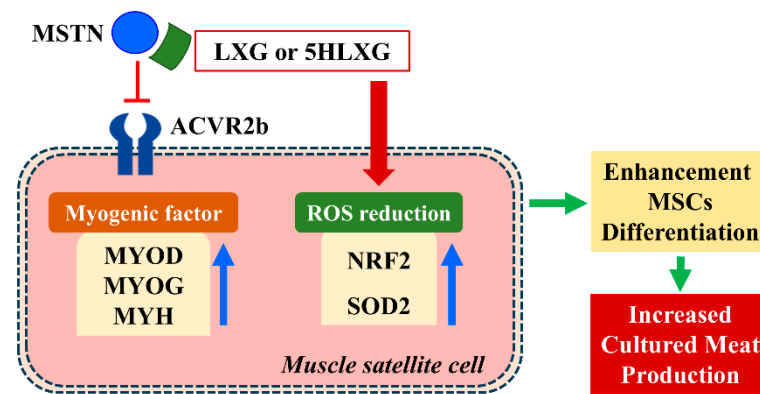 MSTN
LXG or 5HLXG
ACVR2b
Myogenic factor
MYOD
MYOG
MYH
ROS reduction
NRF2
SOD2
Muscle satellite cell
Enhancement
MSCs
Differentiation
Increased
Cultured Meat
Production